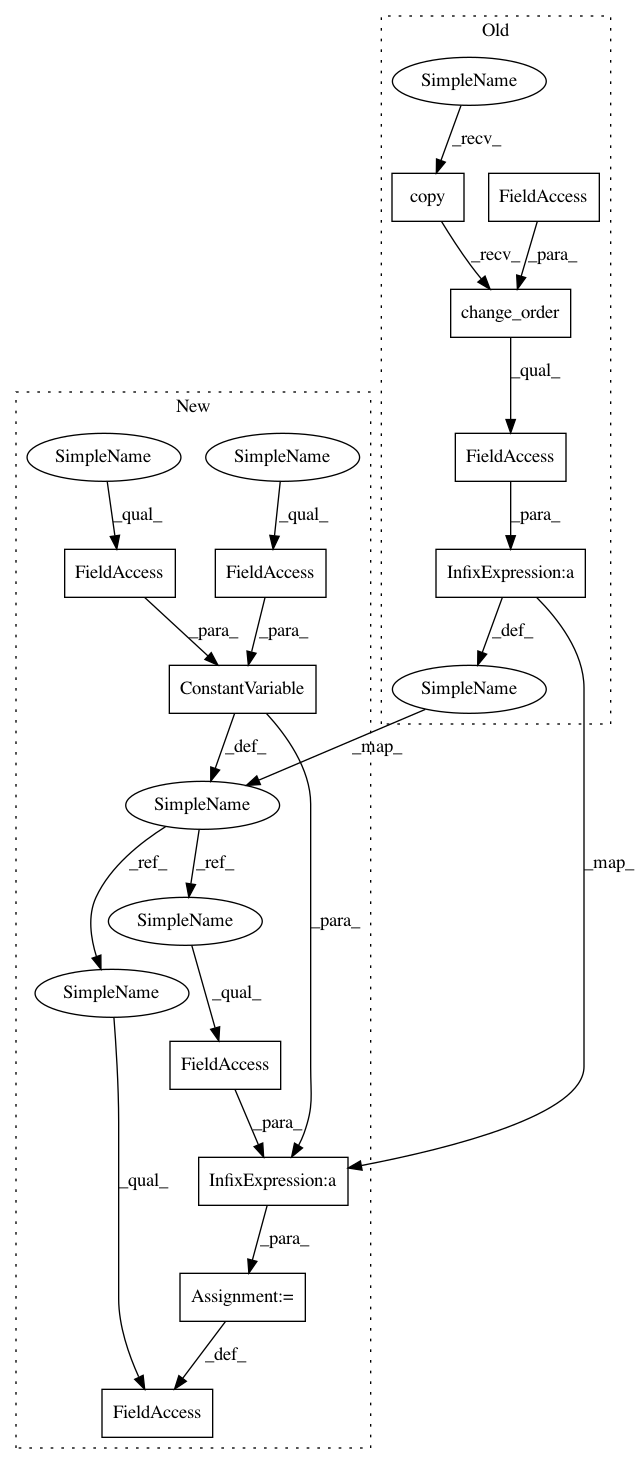 Old
SimpleName
_recv_
copy
FieldAccess
_recv_
_para_
change_order
_qual_
New
SimpleName
SimpleName
FieldAccess
_qual_
_qual_
_para_
FieldAccess
FieldAccess
InfixExpression:a
_para_
_para_
_def_
ConstantVariable
SimpleName
_def_
_map_
SimpleName
_ref_
_ref_
_map_
SimpleName
_para_
SimpleName
_qual_
FieldAccess
_para_
_qual_
InfixExpression:a
_para_
Assignment:=
_def_
FieldAccess